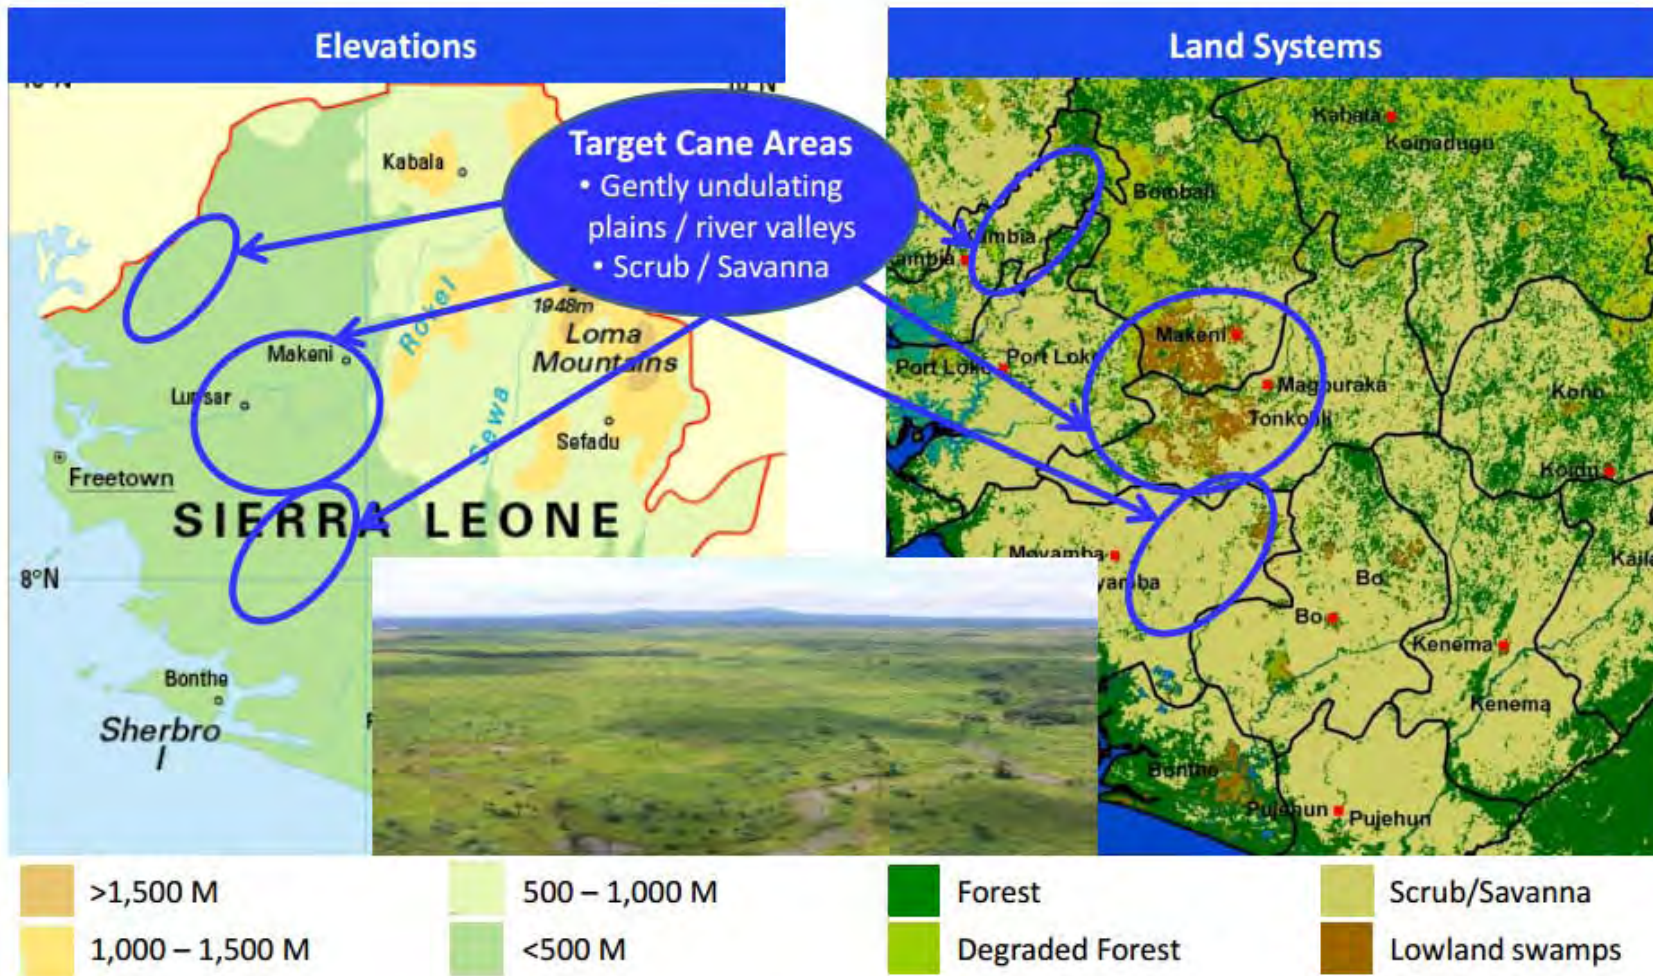 Elevations
Land Systems
Target Cane Areas
• Gently undulating
plains / river valleys
• Scrub / Savanna
Kabala
Rokel
1948m
Loma
Mountains
Makeni
Lunsar
Sewa
Sefadu
Freetown
SIERRA LEONE
8°N
Bonthe
Sherbro
I
Kabala
Koinadugu
Bombali
Kambia
Makeni
Port Loko
Port Loko
Magburaka
Tonkolili
Kono
Koidu
Moyamba
Bo
Bo
Kenema
Kenema
Bonthe
Pujehun
Pujehun
>1,500 M
500 – 1,000 M
Forest
Scrub/Savanna
1,000 – 1,500 M
<500 M
Degraded Forest
Lowland swamps